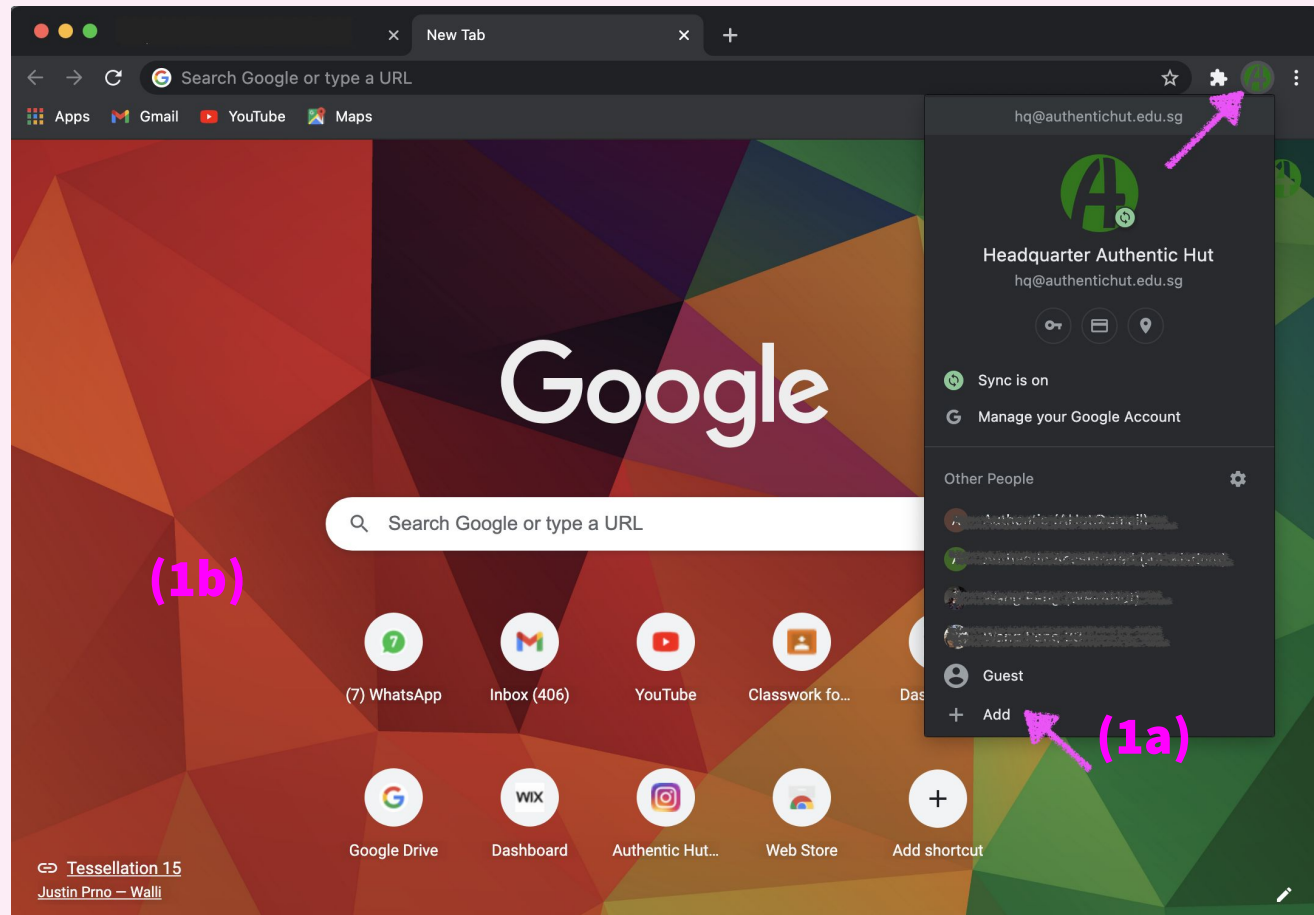 New Tab
Search Google or type a URL
Apps Gmail YouTube Maps
hq@authentichut.edu.sg
Headquarter Authentic Hut
hq@authentichut.edu.sg
Sync is on
Manage your Google Account
Other People
Guest
Add
(1a)
Google
Search Google or type a URL
(1b)
7
(7) WhatsApp Inbox (406) YouTube Classwork fo... Das
WIX
Google Drive Dashboard Authentic Hut... Web Store Add shortcut
Tessellation 15
Justin Prno — Walli